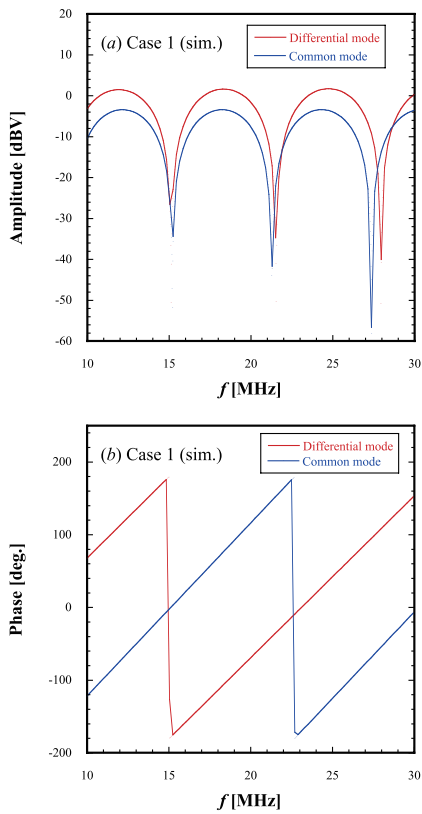 20
10
0
-10
-20
-30
-40
-50
-60
Amplitude [dBV]
(a) Case 1 (sim.)
Differential mode
Common mode
10
15
20
25
30
f [MHz]
200
100
0
-100
-200
Phase [deg.]
(b) Case 1 (sim.)
Differential mode
Common mode
10
15
20
25
30
f [MHz]